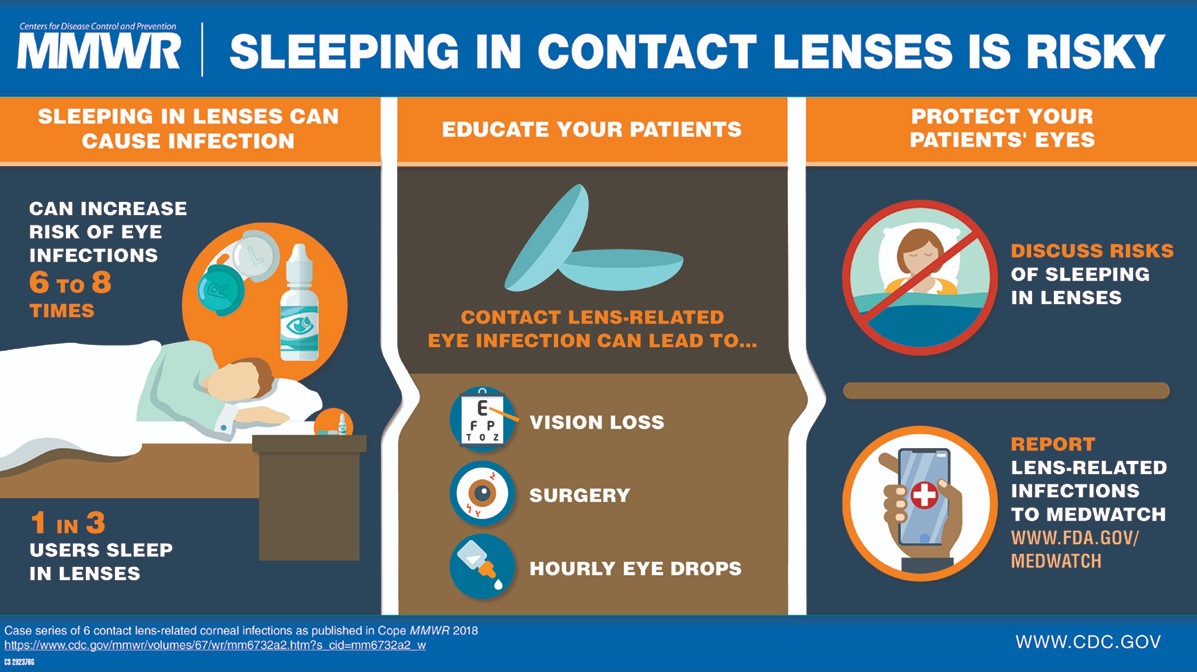 Centers for Disease Control and Prevention
MMWR
SLEEPING IN CONTACT LENSES IS RISKY
SLEEPING IN LENSES CAN
CAUSE INFECTION
CAN INCREASE
RISK OF EYE
INFECTIONS
6 TO 8
TIMES
L
R
1 IN 3
USERS SLEEP
IN LENSES
EDUCATE YOUR PATIENTS
CONTACT LENS-RELATED
EYE INFECTION CAN LEAD TO...
E
F P
T O Z
VISION LOSS
SURGERY
HOURLY EYE DROPS
PROTECT YOUR
PATIENTS' EYES
DISCUSS RISKS
OF SLEEPING
IN LENSES
REPORT
LENS-RELATED
INFECTIONS
TO MEDWATCH
WWW.FDA.GOV/
MEDWATCH
Case series of 6 contact lens-related corneal infections as published in Cope MMWR 2018
https://www.cdc.gov/mmwr/volumes/67/wr/mm6732a2.htm?s_cid=mm6732a2_w
WWW.CDC.GOV